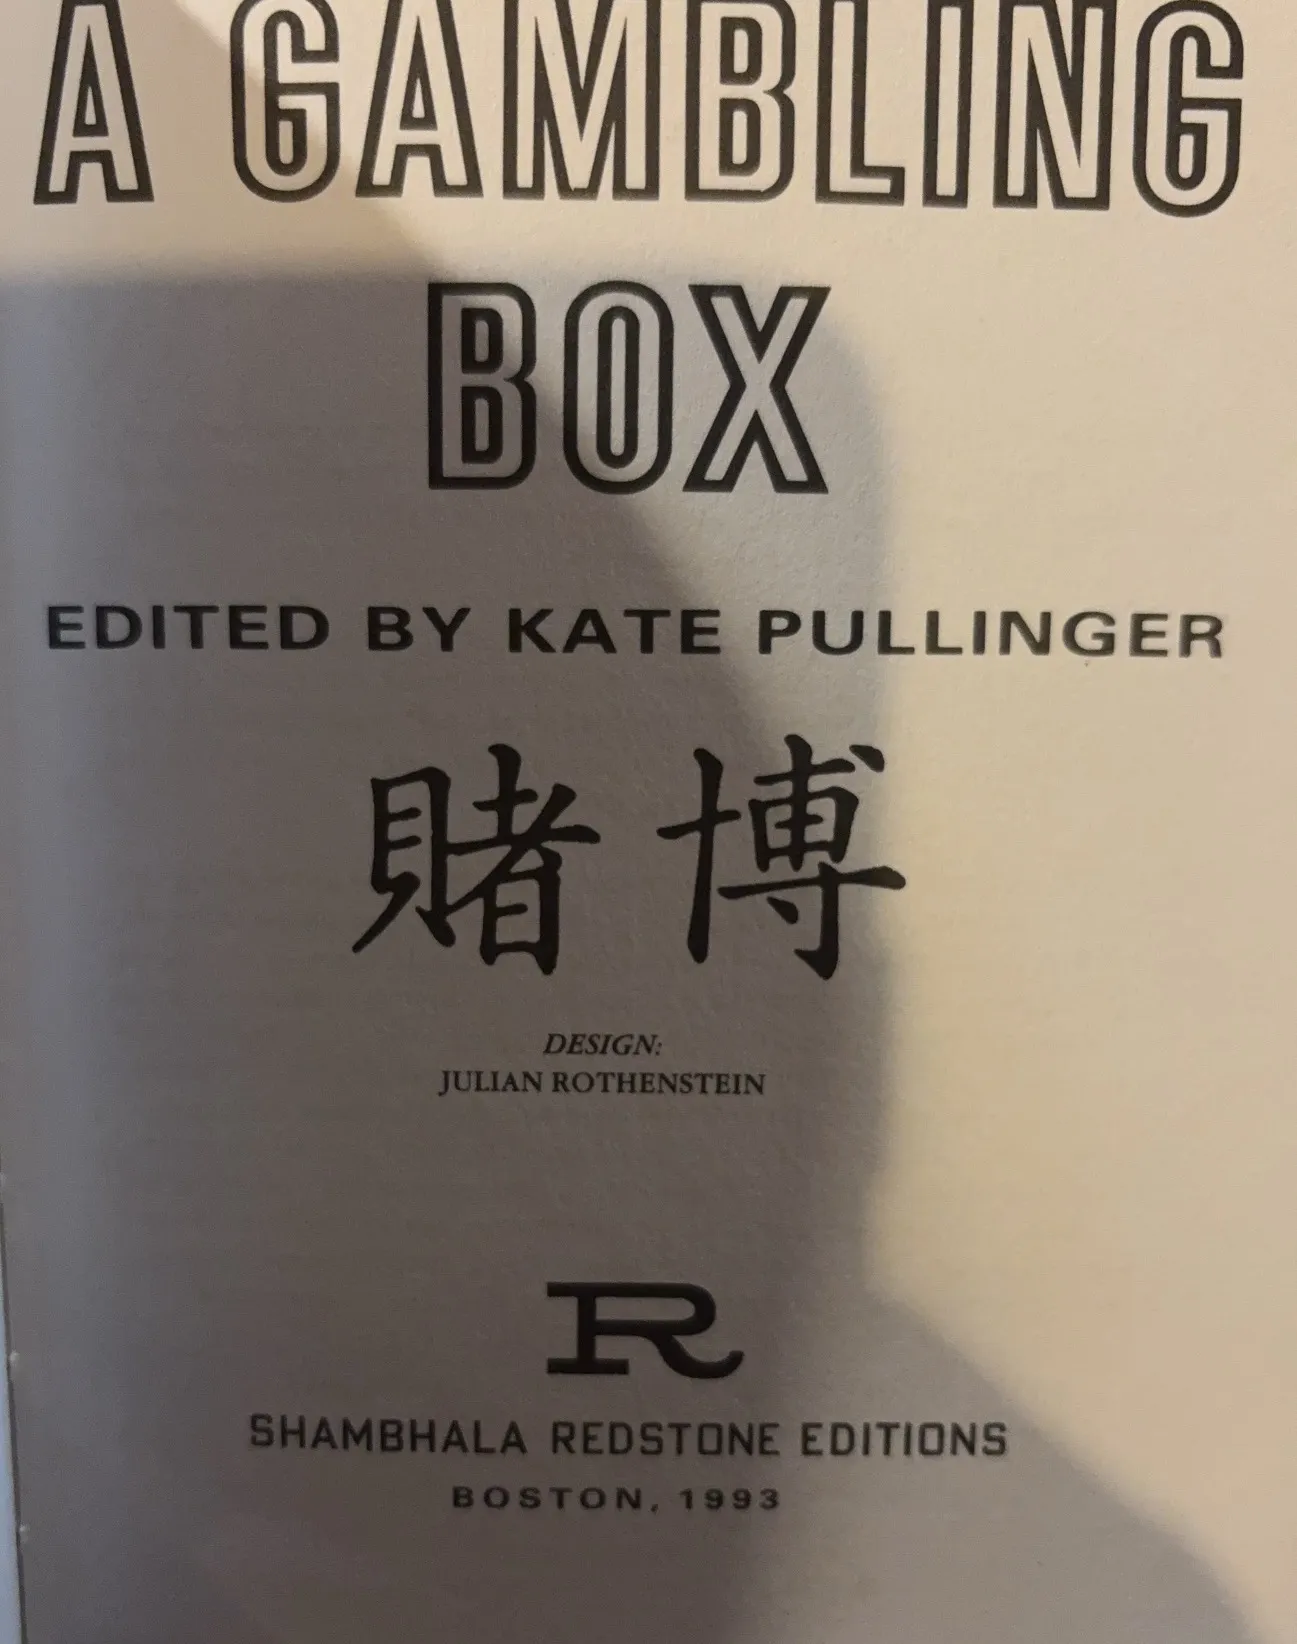 A GAMBLING
BOX
EDITED BY KATE PULLINGER
賭博
DESIGN:
JULIAN ROTHENSTEIN
R
SHAMBHALA REDSTONE EDITIONS
BOSTON, 1993